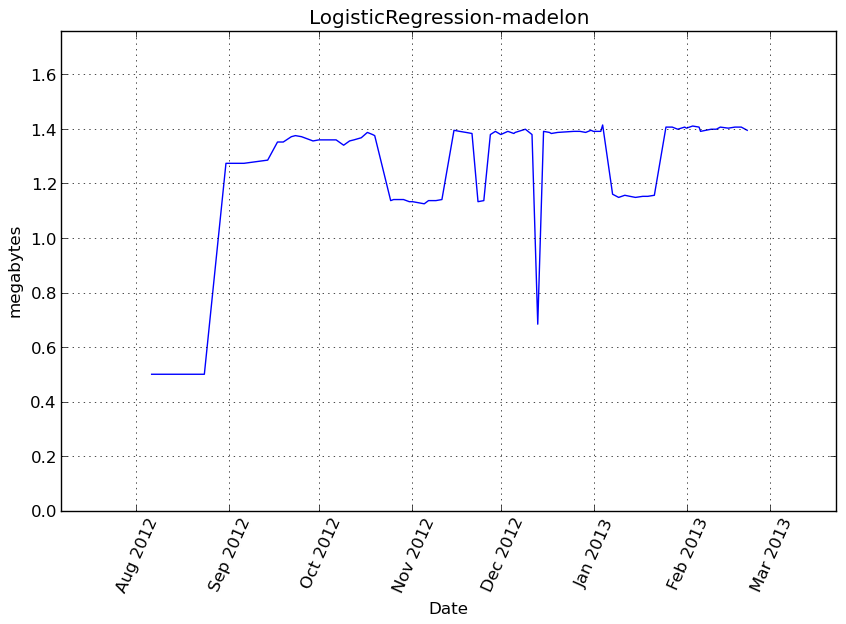 LogisticRegression-madelon
megabytes
1.6
1.4
1.2
1.0
0.8
0.6
0.4
0.2
0.0
Aug 2012
Sep 2012
Oct 2012
Nov 2012
Dec 2012
Jan 2013
Feb 2013
Mar 2013
Date